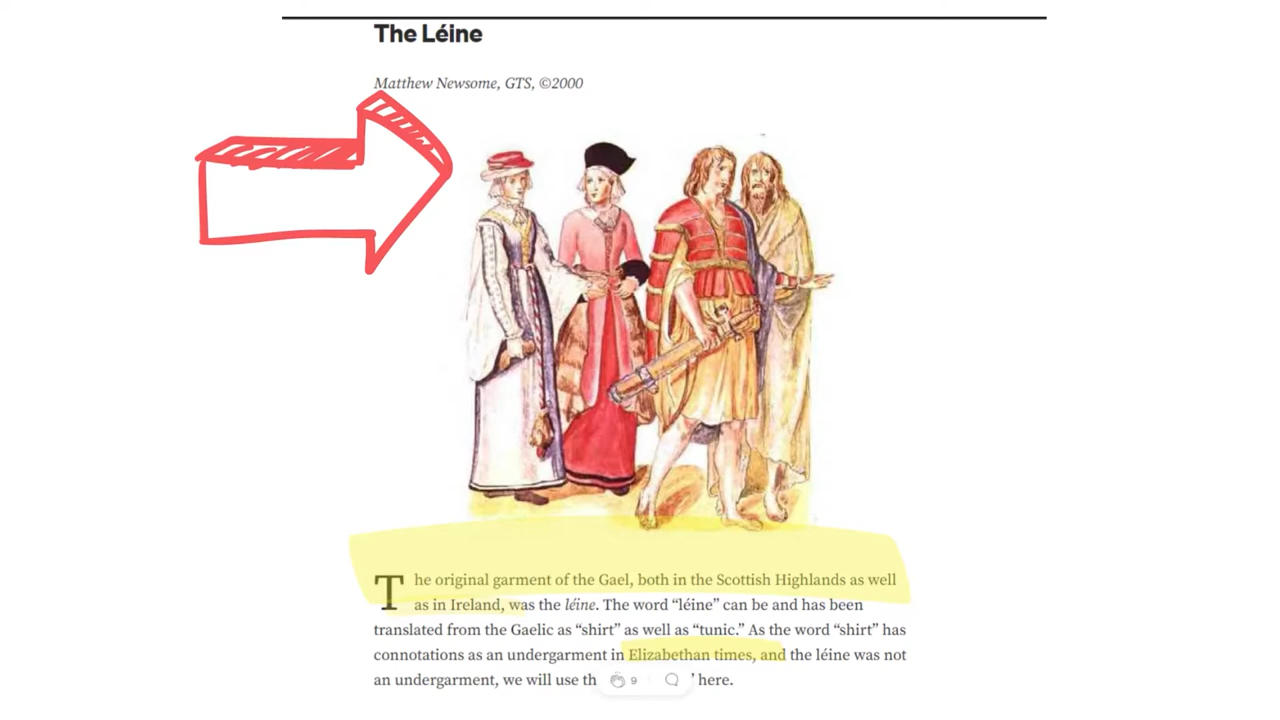 The Léine
Matthew Newsome, GTS, ©2000
The original garment of the Gael, both in the Scottish Highlands as well
as in Ireland, was the léine. The word “léine” can be and has been
translated from the Gaelic as “shirt” as well as “tunic.” As the word “shirt” has
connotations as an undergarment in Elizabethan times, and the léine was not
an undergarment, we will use th here.
9